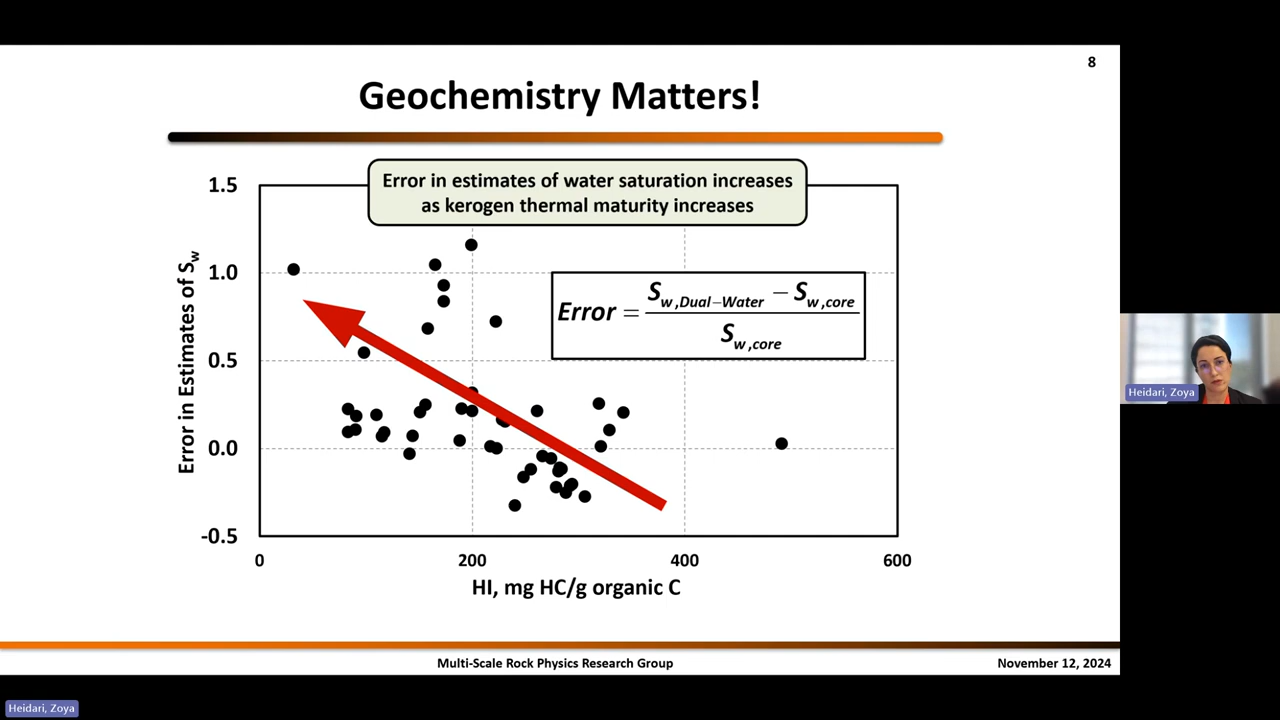 8
Geochemistry Matters!
Error in estimates of water saturation increases
as kerogen thermal maturity increases
1.5
1.0
0.5
0.0
-0.5
Error in Estimates of Sw
Error = (Sw,Dual−Water − Sw,core) / Sw,core
0 200 400 600
HI, mg HC/g organic C
Multi-Scale Rock Physics Research Group
November 12, 2024
Heidari, Zoya
Heidari, Zoya